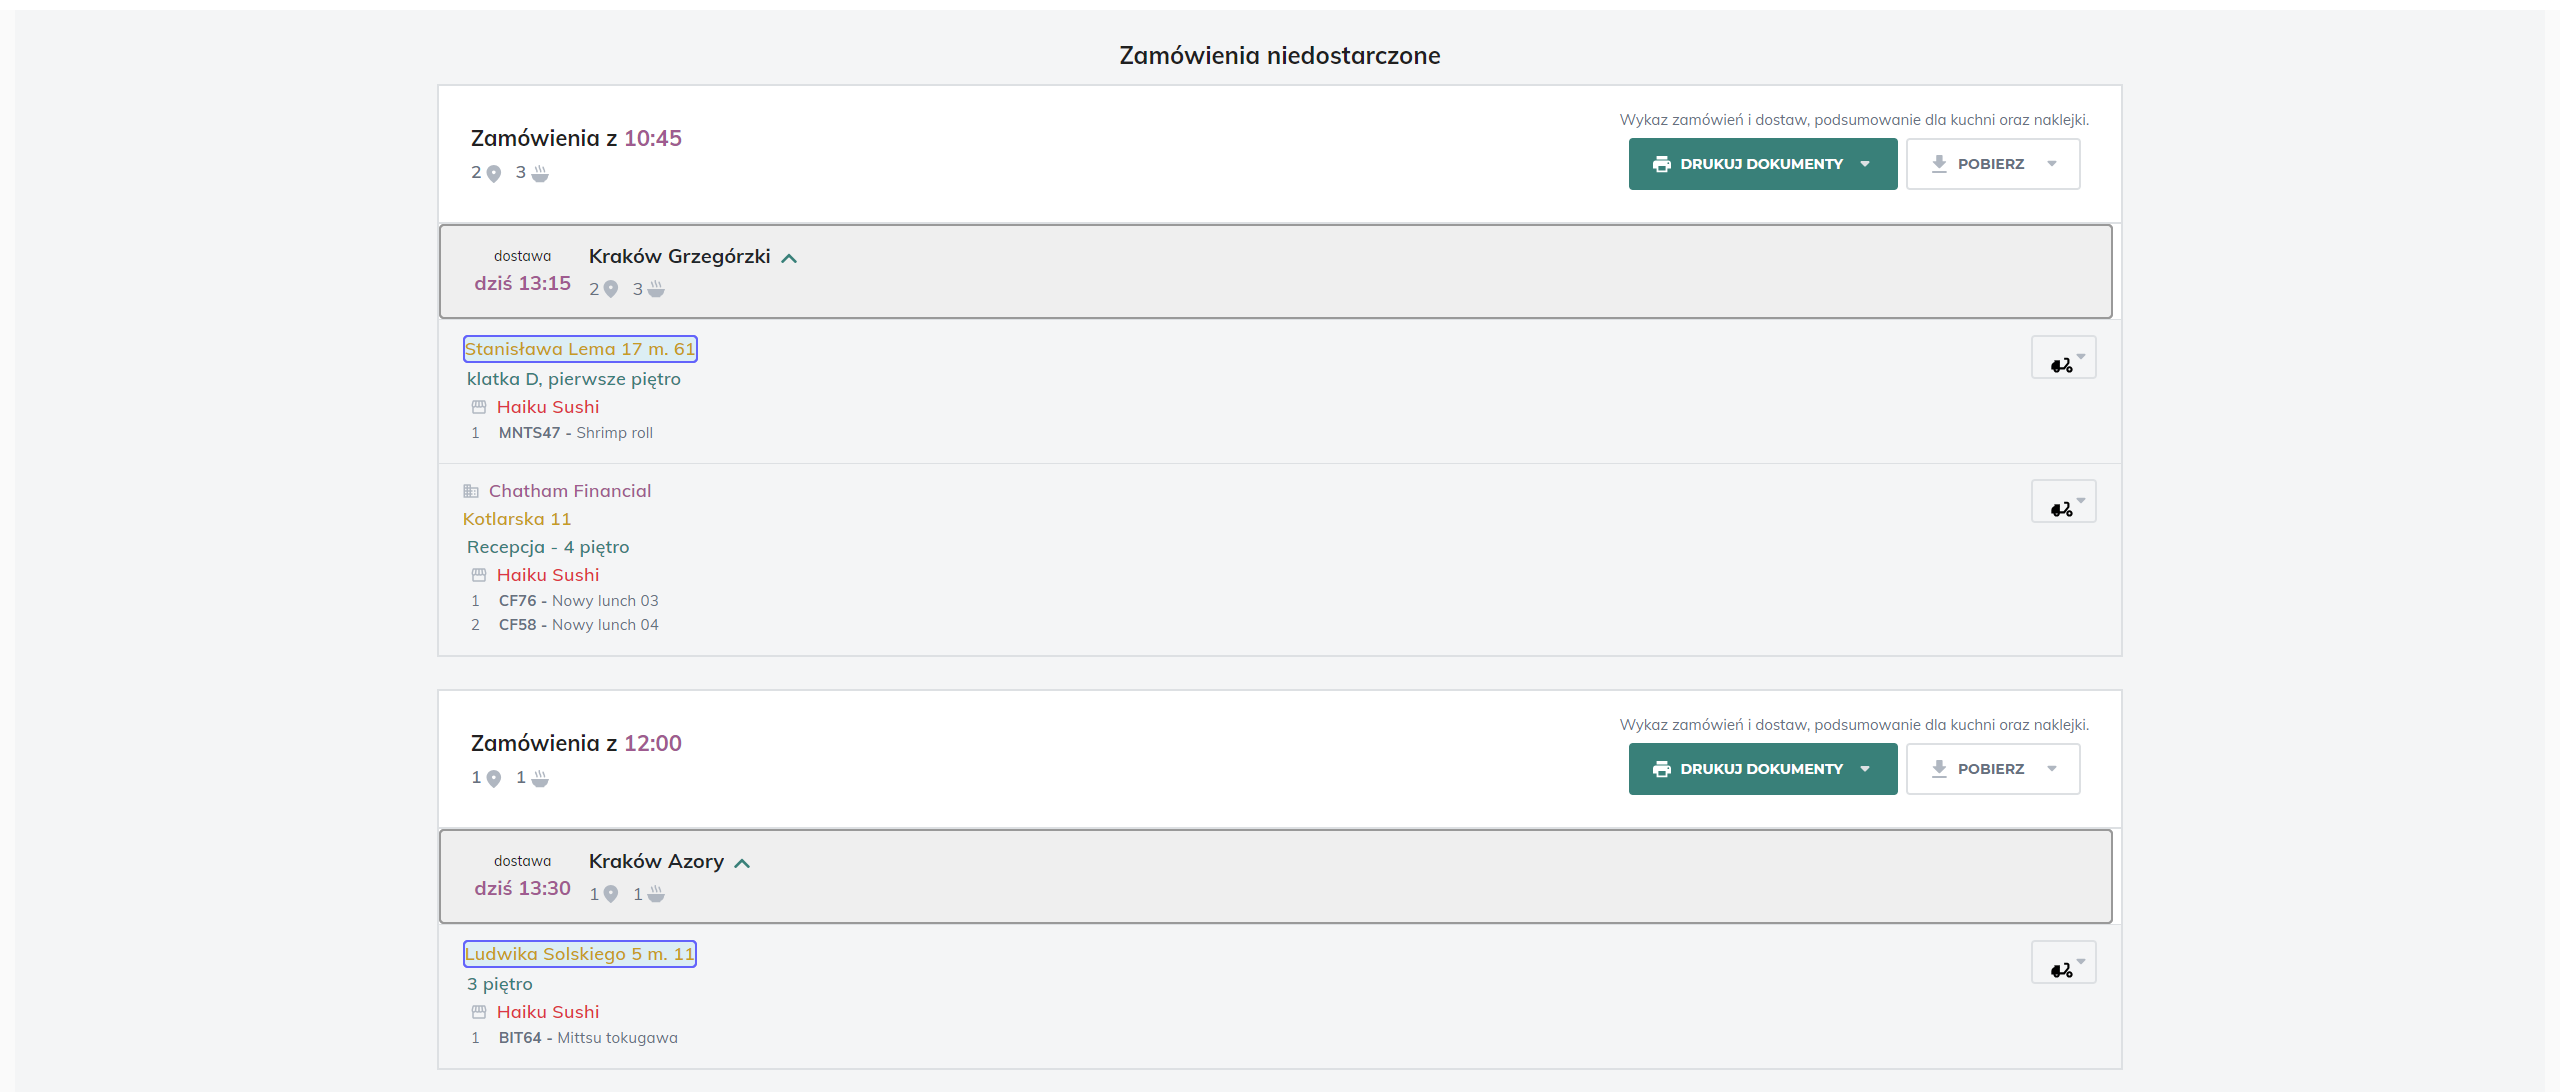 Zamówienia niedostarczone
Zamówienia z 10:45
2 3
Wykaz zamówień i dostaw, podsumowanie dla kuchni oraz naklejki.
DRUKUJ DOKUMENTY
POBIERZ
dostawa
dziś 13:15
Kraków Grzegórzki
2 3
Stanisława Lema 17 m. 61
klatka D, pierwsze piętro
Haiku Sushi
1 MNTS47 - Shrimp roll
Chatham Financial
Kotlarska 11
Recepcja - 4 piętro
Haiku Sushi
1 CF76 - Nowy lunch 03
2 CF58 - Nowy lunch 04
Zamówienia z 12:00
1 1
Wykaz zamówień i dostaw, podsumowanie dla kuchni oraz naklejki.
DRUKUJ DOKUMENTY
POBIERZ
dostawa
dziś 13:30
Kraków Azory
1 1
Ludwika Solskiego 5 m. 11
3 piętro
Haiku Sushi
1 BIT64 - Mittsu tokugawa